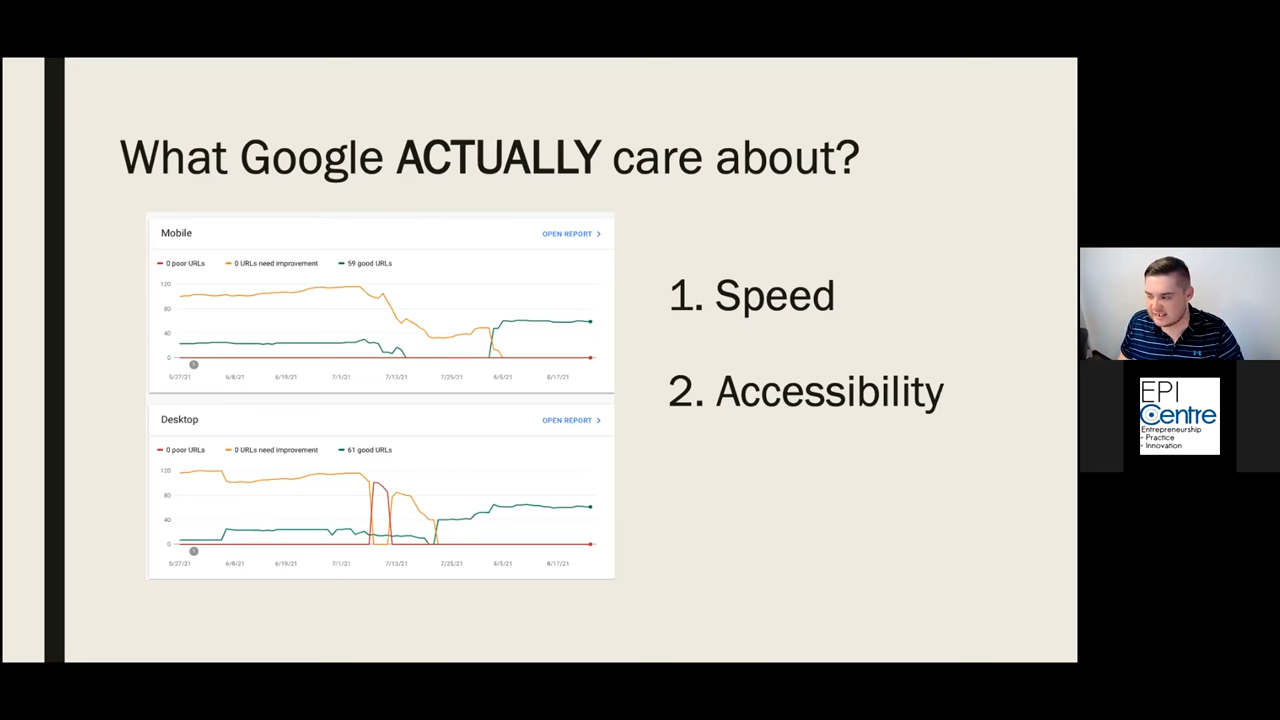 What Google ACTUALLY care about?
Mobile
OPEN REPORT
0 poor URLs
0 URLs need improvement
59 good URLs
120
80
40
0
5/27/21
6/8/21
6/19/21
7/1/21
7/13/21
7/25/21
8/5/21
8/17/21
Desktop
OPEN REPORT
0 poor URLs
0 URLs need improvement
61 good URLs
120
80
40
0
5/27/21
6/8/21
6/19/21
7/1/21
7/13/21
7/25/21
8/5/21
8/17/21
1. Speed
2. Accessibility
EPI
Centre
Entrepreneurship
- Practice
- Innovation